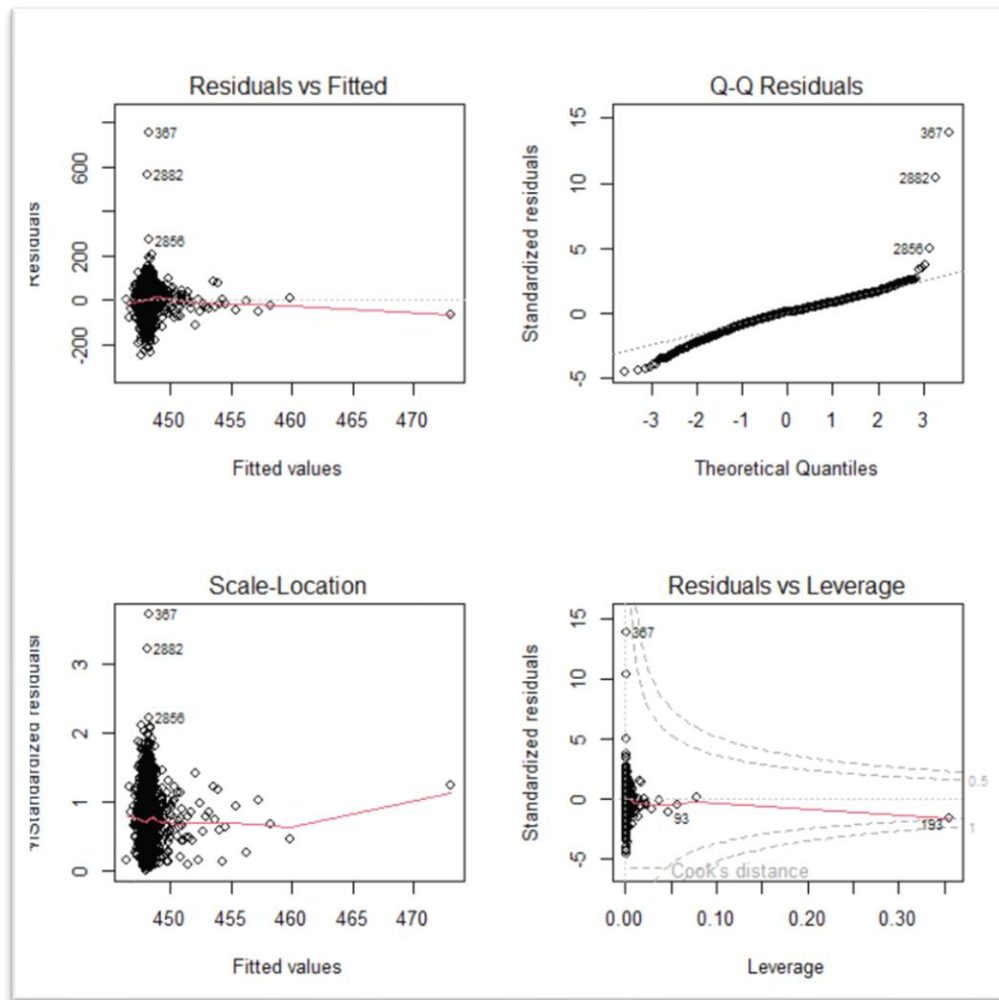 Residuals vs Fitted
Residuals
600
200
0
-200
367
2882
2856
450 455 460 465 470
Fitted values
Q-Q Residuals
Standardized residuals
15
10
5
0
-5
367
2882
2856
-3 -2 -1 0 1 2 3
Theoretical Quantiles
Scale-Location
3
2
1
0
367
2882
2856
450 455 460 465 470
Fitted values
Residuals vs Leverage
Standardized residuals
15
10
5
0
-5
367
93
193
0.5
1
Cook's distance
0.00 0.10 0.20 0.30
Leverage